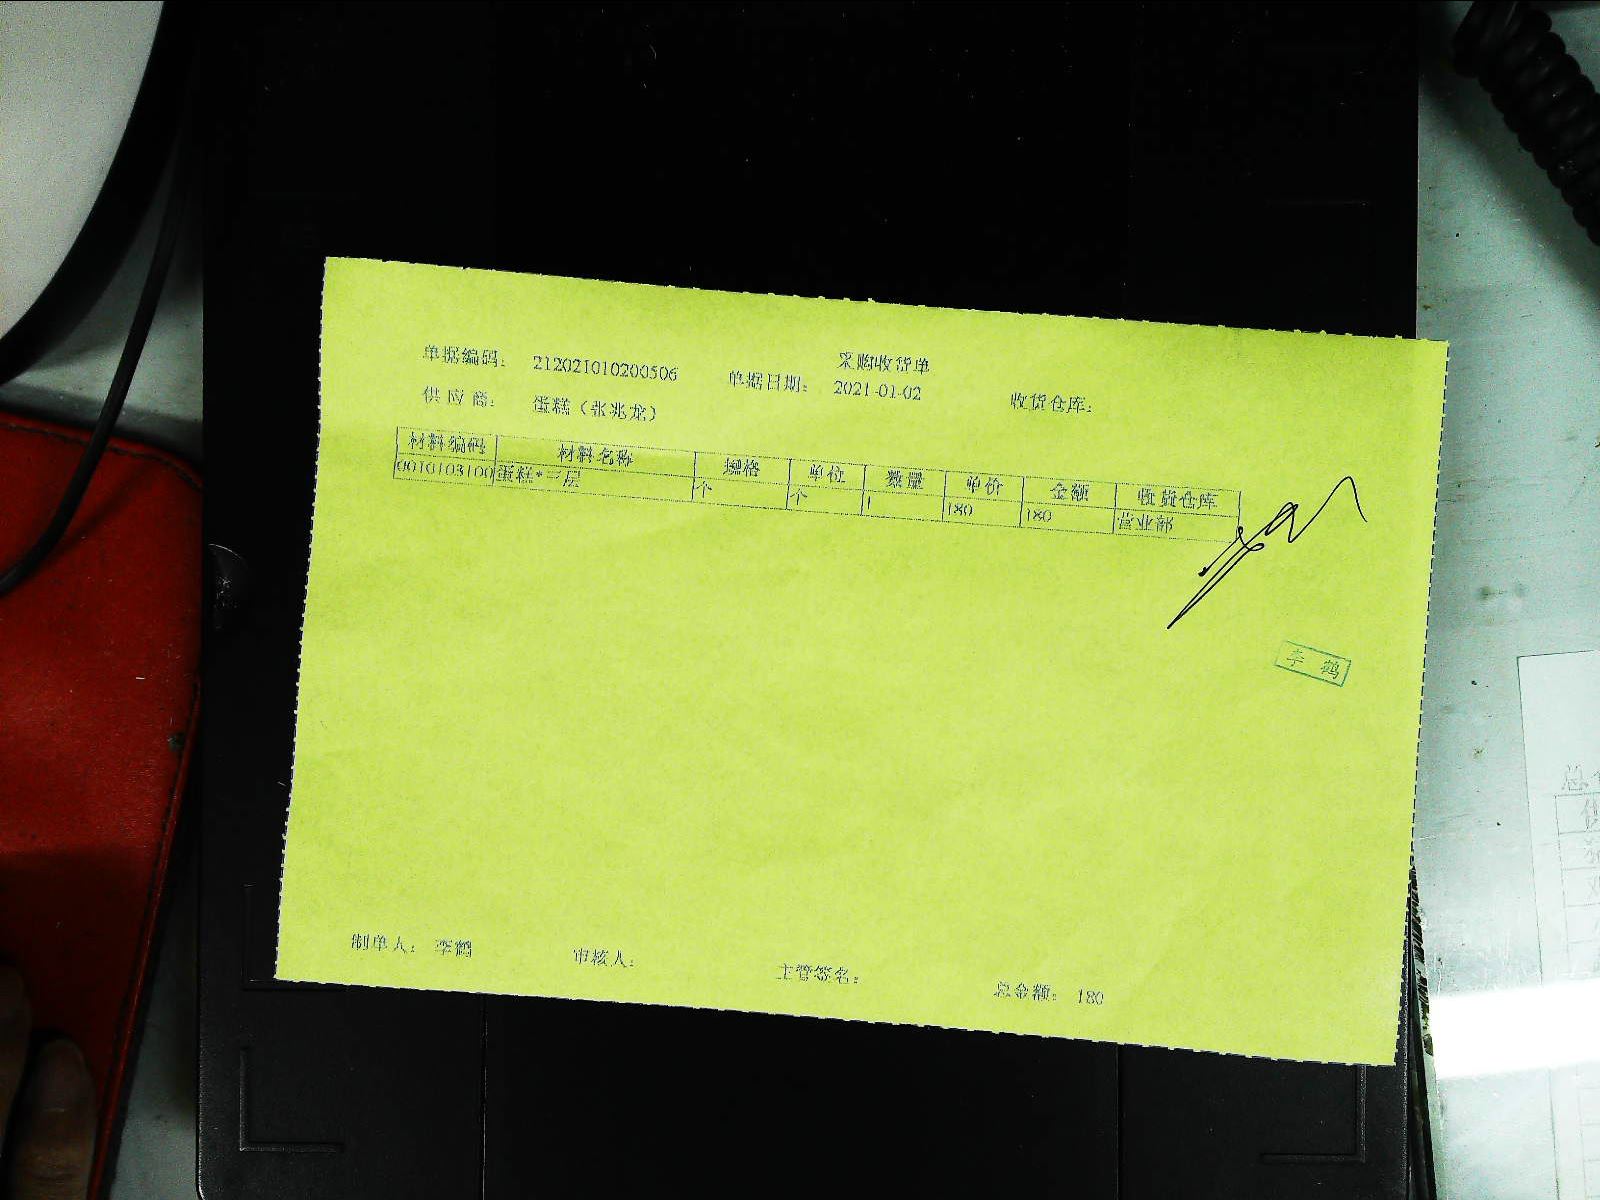 采购收货单
单据编码： 212021010200506 单据日期： 2021-01-02 收货仓库：
供应商： 蛋糕（张兆龙）
材料编码 材料名称 规格 单位 数量 单价 金额 收货仓库
0010103100 蛋糕*三层 个 个 1 180 180 营业部
李鹤
制单人： 李鹤 审核人： 主管签名： 总金额： 180